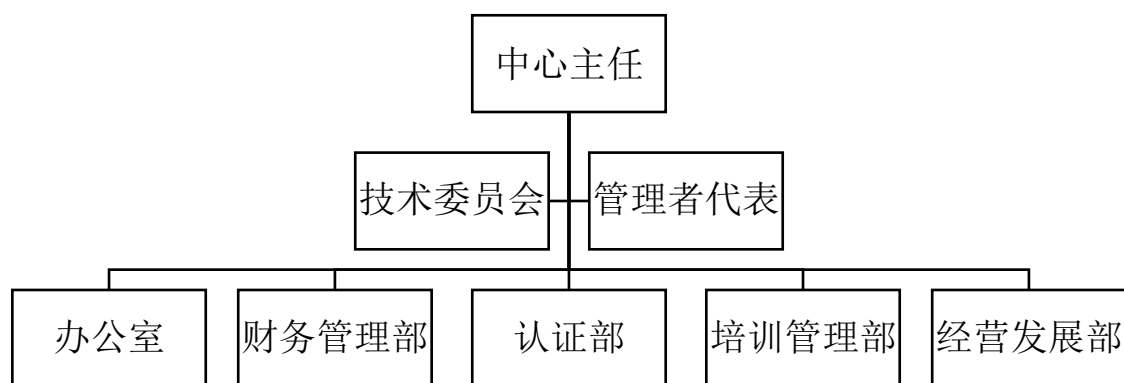 中心主任
技术委员会
管理者代表
办公室
财务管理部
认证部
培训管理部
经营发展部